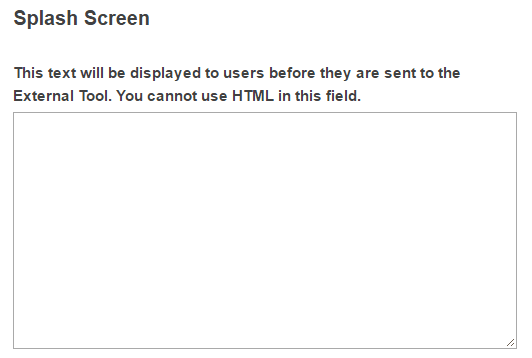 Splash Screen
This text will be displayed to users before they are sent to the
External Tool. You cannot use HTML in this field.